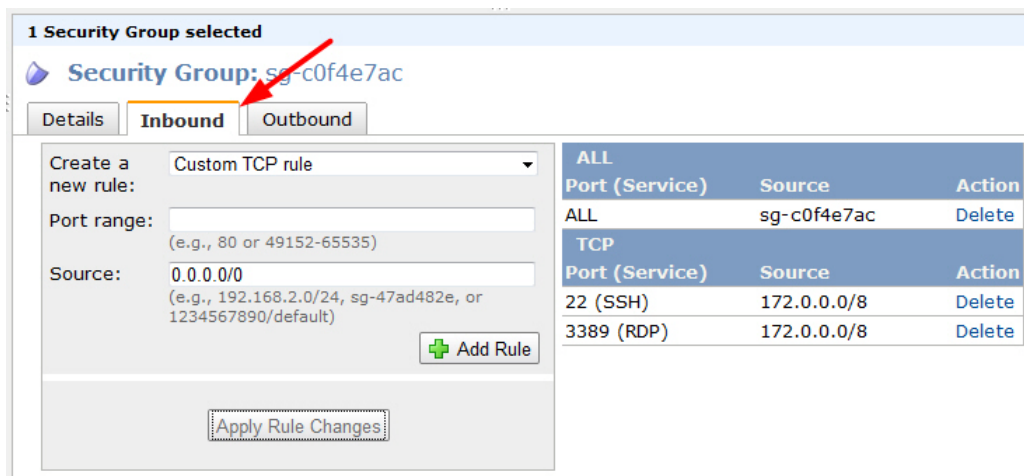 1 Security Group selected
Security Group: sg-c0f4e7ac
Details Inbound Outbound
Create a new rule:
Custom TCP rule
Port range:
(e.g., 80 or 49152-65535)
Source:
0.0.0.0/0
(e.g., 192.168.2.0/24, sg-47ad482e, or
1234567890/default)
Add Rule
Apply Rule Changes
ALL
Port (Service) Source Action
ALL sg-c0f4e7ac Delete
TCP
Port (Service) Source Action
22 (SSH) 172.0.0.0/8 Delete
3389 (RDP) 172.0.0.0/8 Delete